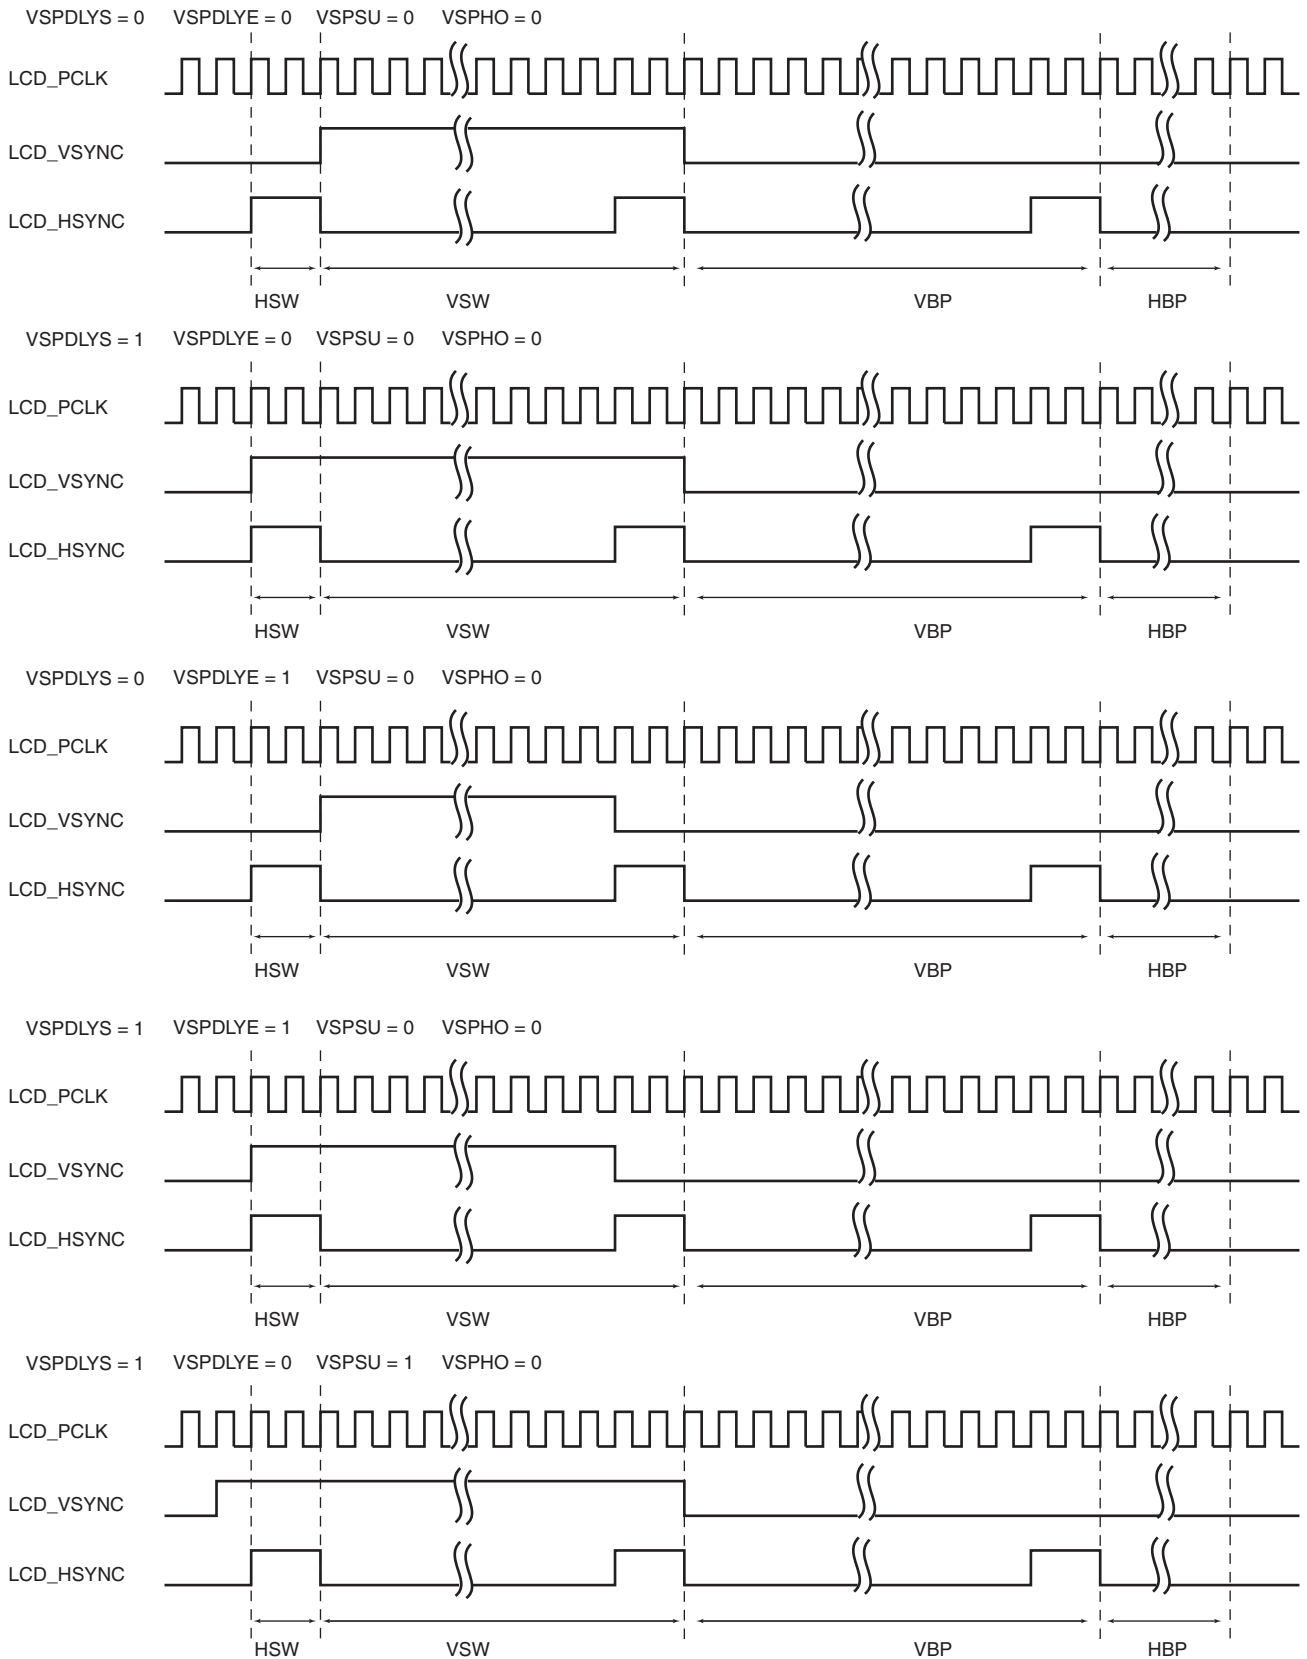 VSPDLYS = 0 VSPDLYE = 0 VSPSU = 0 VSPHO = 0
LCD_PCLK
LCD_VSYNC
LCD_HSYNC
HSW VSW VBP HBP
VSPDLYS = 1 VSPDLYE = 0 VSPSU = 0 VSPHO = 0
LCD_PCLK
LCD_VSYNC
LCD_HSYNC
HSW VSW VBP HBP
VSPDLYS = 0 VSPDLYE = 1 VSPSU = 0 VSPHO = 0
LCD_PCLK
LCD_VSYNC
LCD_HSYNC
HSW VSW VBP HBP
VSPDLYS = 1 VSPDLYE = 1 VSPSU = 0 VSPHO = 0
LCD_PCLK
LCD_VSYNC
LCD_HSYNC
HSW VSW VBP HBP
VSPDLYS = 1 VSPDLYE = 0 VSPSU = 1 VSPHO = 0
LCD_PCLK
LCD_VSYNC
LCD_HSYNC
HSW VSW VBP HBP